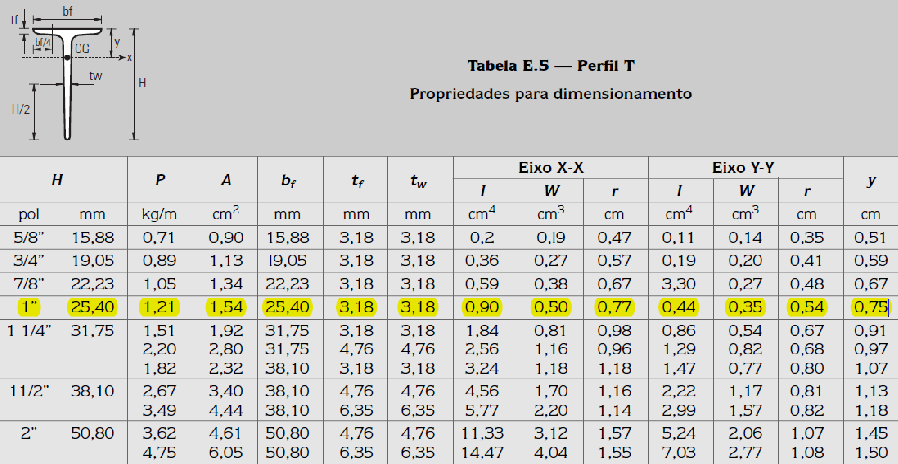 bf
Tf
bf/4
y
CG
x
tw
H
H/2
Tabela E.5 — Perfil T
Propriedades para dimensionamento
H P A bf tf tw Eixo X-X Eixo Y-Y y
I W r I W r
pol mm kg/m cm² mm mm mm cm⁴ cm³ cm cm⁴ cm³ cm cm
5/8" 15,88 0,71 0,90 15,88 3,18 3,18 0,2 0,19 0,47 0,11 0,14 0,35 0,51
3/4" 19,05 0,89 1,13 19,05 3,18 3,18 0,36 0,27 0,57 0,19 0,20 0,41 0,59
7/8" 22,23 1,05 1,34 22,23 3,18 3,18 0,59 0,38 0,67 3,30 0,27 0,48 0,67
1" 25,40 1,21 1,54 25,40 3,18 3,18 0,90 0,50 0,77 0,44 0,35 0,54 0,75
1 1/4" 31,75 1,51 1,92 31,75 3,18 3,18 1,84 0,81 0,98 0,86 0,54 0,67 0,91
2,20 2,80 31,75 4,76 4,76 2,56 1,16 0,96 1,29 0,82 0,68 0,97
1,82 2,32 38,10 3,18 3,18 3,24 1,18 1,18 1,47 0,77 0,80 1,07
11/2" 38,10 2,67 3,40 38,10 4,76 4,76 4,56 1,70 1,16 2,22 1,17 0,81 1,13
3,49 4,44 38,10 6,35 6,35 5,77 2,20 1,14 2,99 1,57 0,82 1,18
2" 50,80 3,62 4,61 50,80 4,76 4,76 11.33 3,12 1,57 5,24 2,06 1,07 1,45
4,75 6,05 50,80 6,35 6,35 14,47 4,04 1,55 7,03 2,77 1,08 1,50